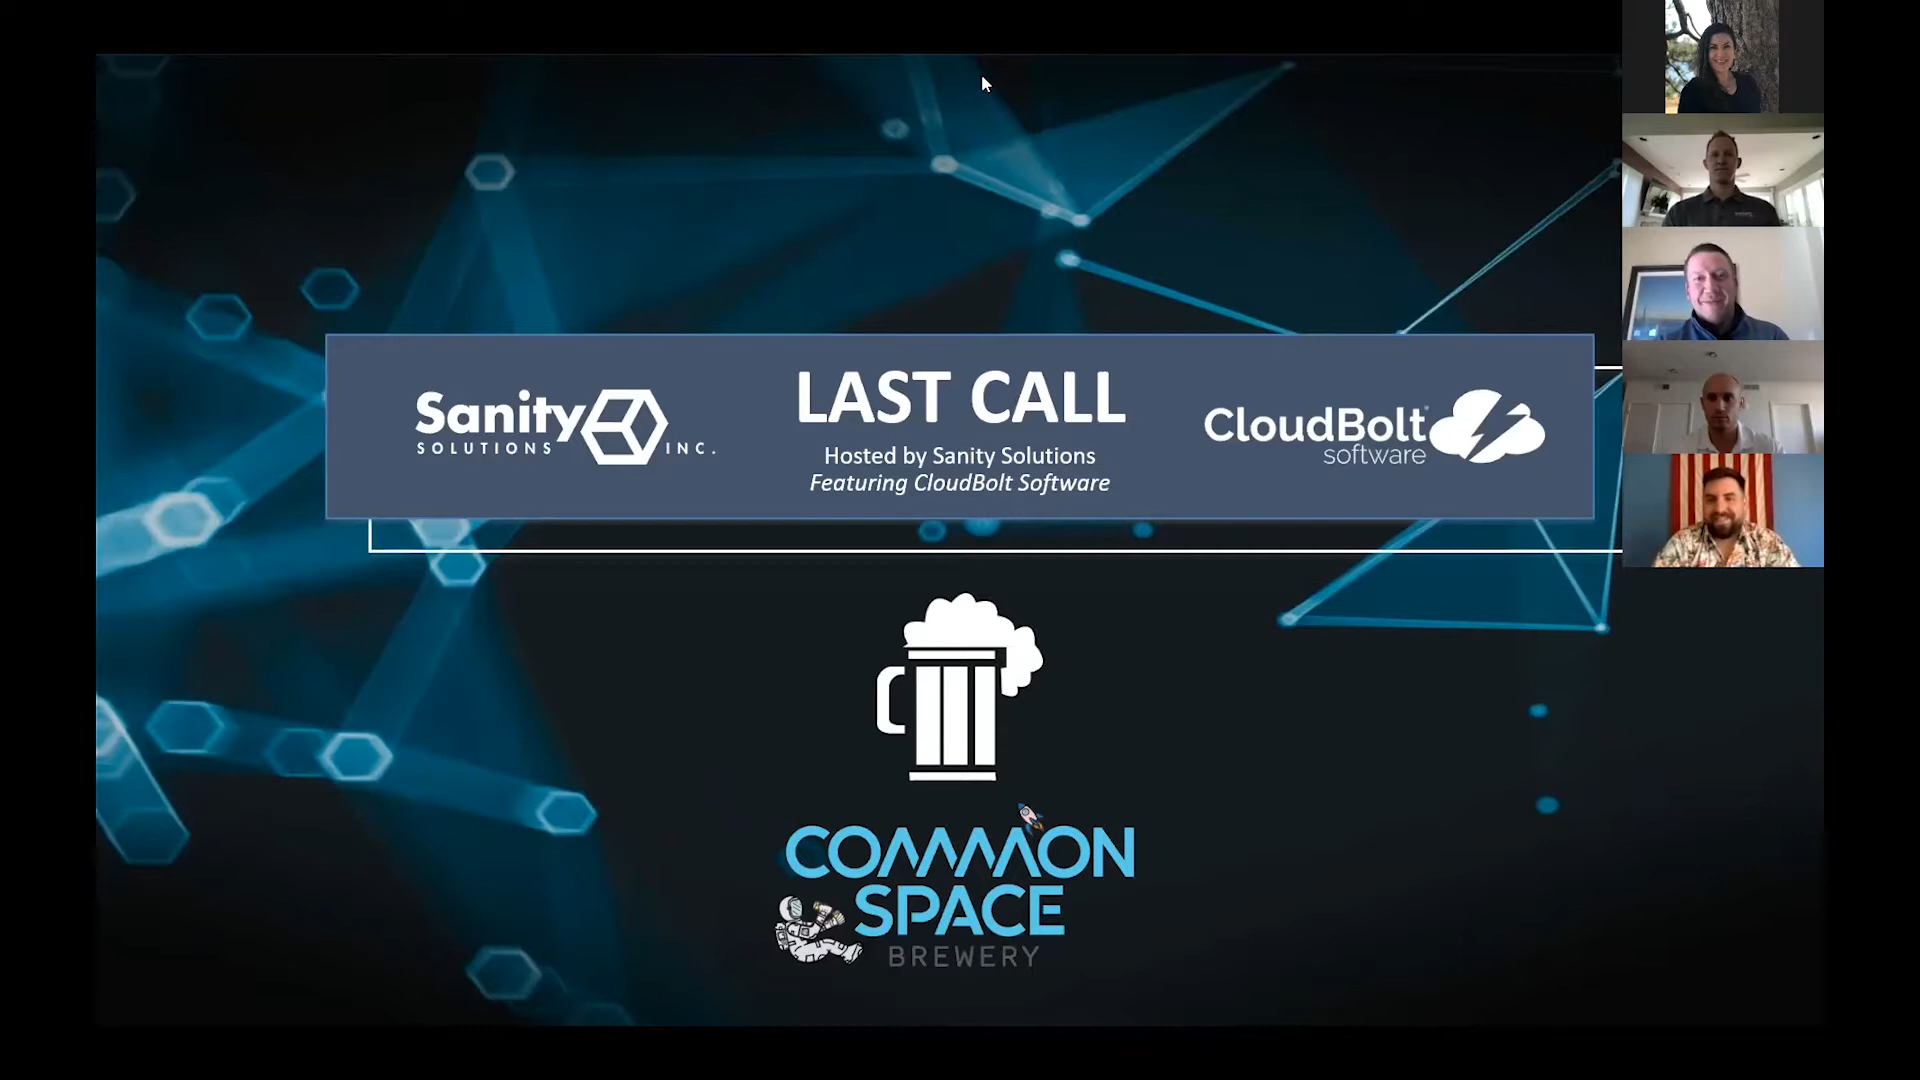 Sanity
SOLUTIONS INC.
LAST CALL
Hosted by Sanity Solutions
Featuring CloudBolt Software
CloudBolt
software
COMMON
SPACE
BREWERY